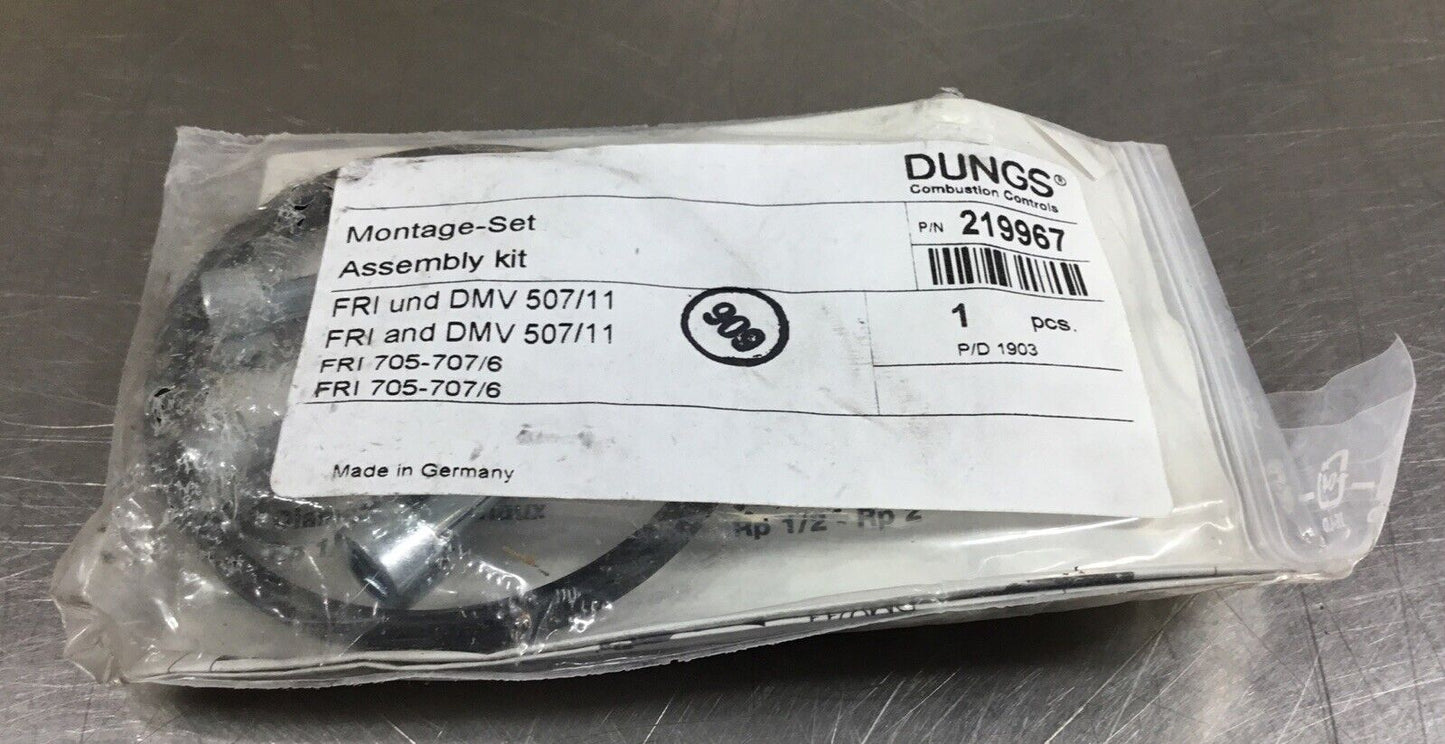 DUNGS®
Combustion Controls
Montage-Set
Assembly kit
P/N 219967
FRI und DMV 507/11
FRI and DMV 507/11
FRI 705-707/6
FRI 705-707/6
909
1 pcs.
P/D 1903
Made in Germany
Rp 1/2 - Rp 2